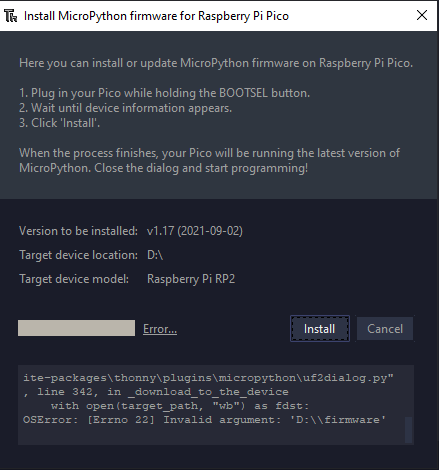 Install MicroPython firmware for Raspberry Pi Pico
Here you can install or update MicroPython firmware on Raspberry Pi Pico.
1. Plug in your Pico while holding the BOOTSEL button.
2. Wait until device information appears.
3. Click 'Install'.
When the process finishes, your Pico will be running the latest version of
MicroPython. Close the dialog and start programming!
Version to be installed: v1.17 (2021-09-02)
Target device location: D:\
Target device model: Raspberry Pi RP2
Error...
Install
Cancel
ite-packages\thonny\plugins\micropython\uf2dialog.py"
, line 342, in _download_to_the_device
with open(target_path, "wb") as fdst:
OSError: [Errno 22] Invalid argument: 'D:\\firmware'